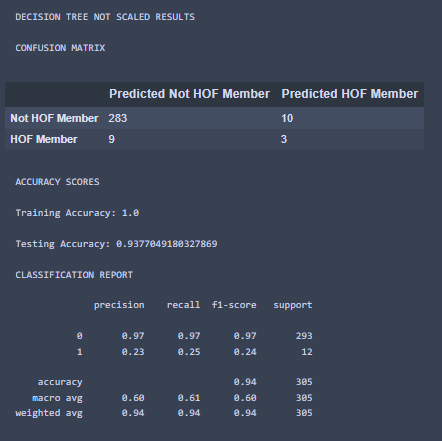 DECISION TREE NOT SCALED RESULTS
CONFUSION MATRIX
Predicted Not HOF Member Predicted HOF Member
Not HOF Member 283 10
HOF Member 9 3
ACCURACY SCORES
Training Accuracy: 1.0
Testing Accuracy: 0.9377049180327869
CLASSIFICATION REPORT
precision recall f1-score support
0 0.97 0.97 0.97 293
1 0.23 0.25 0.24 12
accuracy 0.94 305
macro avg 0.60 0.61 0.60 305
weighted avg 0.94 0.94 0.94 305